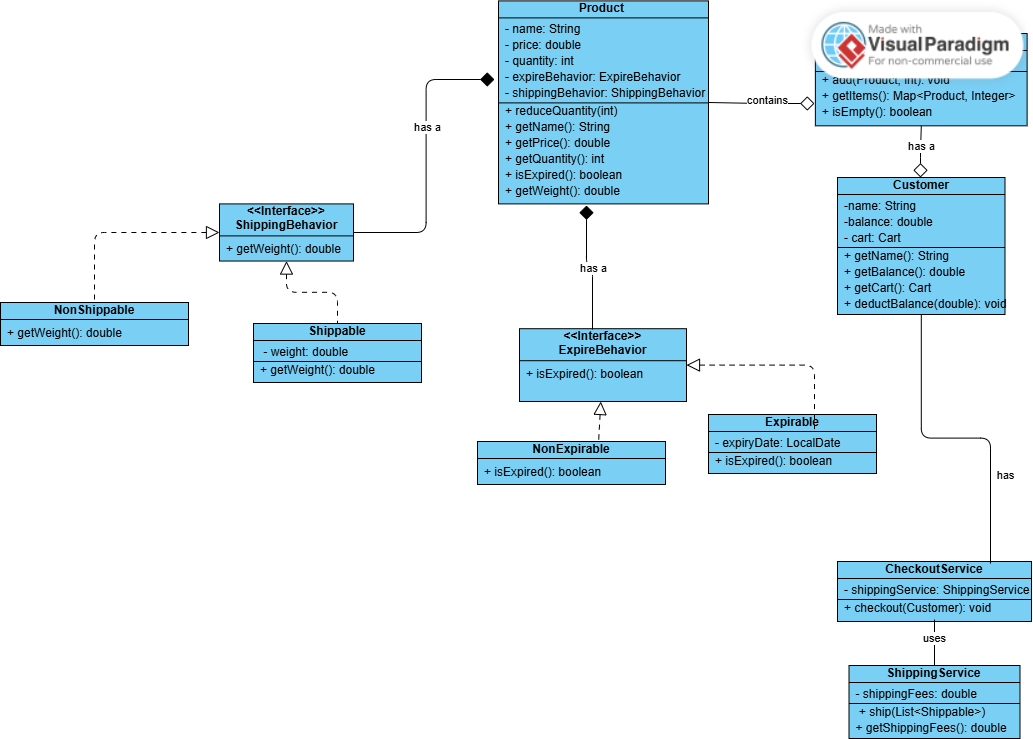 Product
- name: String
- price: double
- quantity: int
- expireBehavior: ExpireBehavior
- shippingBehavior: ShippingBehavior
+ reduceQuantity(int)
+ getName(): String
+ getPrice(): double
+ getQuantity(): int
+ isExpired(): boolean
+ getWeight(): double
Made with
VisualParadigm
For non-commercial use
+ add(Product, int): void
+ getItems(): Map<Product, Integer>
+ isEmpty(): boolean
contains
has a
has a
Customer
-name: String
-balance: double
- cart: Cart
+ getName(): String
+ getBalance(): double
+ getCart(): Cart
+ deductBalance(double): void
<<Interface>>
ShippingBehavior
+ getWeight(): double
has a
NonShippable
+ getWeight(): double
Shippable
- weight: double
+ getWeight(): double
<<Interface>>
ExpireBehavior
+ isExpired(): boolean
Expirable
- expiryDate: LocalDate
+ isExpired(): boolean
NonExpirable
+ isExpired(): boolean
has
CheckoutService
- shippingService: ShippingService
+ checkout(Customer): void
uses
ShippingService
- shippingFees: double
+ ship(List<Shippable>)
+ getShippingFees(): double